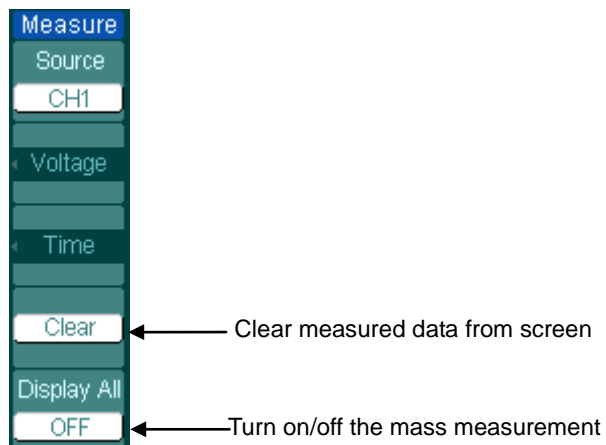 Measure
Source
CH1
Voltage
Time
Clear
Clear measured data from screen
Display All
OFF
Turn on/off the mass measurement